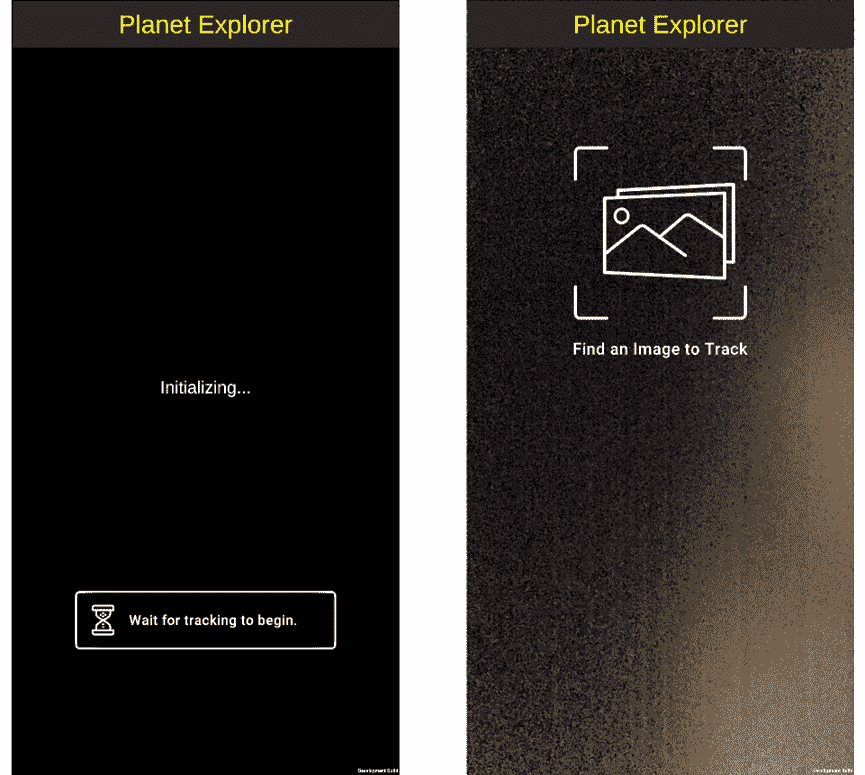 Planet Explorer
Initializing...
Wait for tracking to begin.
Development Build
Planet Explorer
Find an Image to Track
Development Build